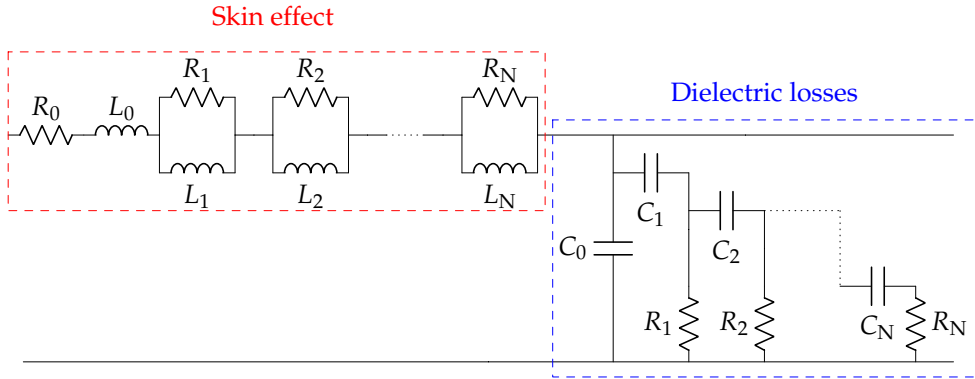 Skin effect
R1 R2 RN
R0 L0
L1 L2 LN
Dielectric losses
C1
C0 C2
R1 R2 CN RN